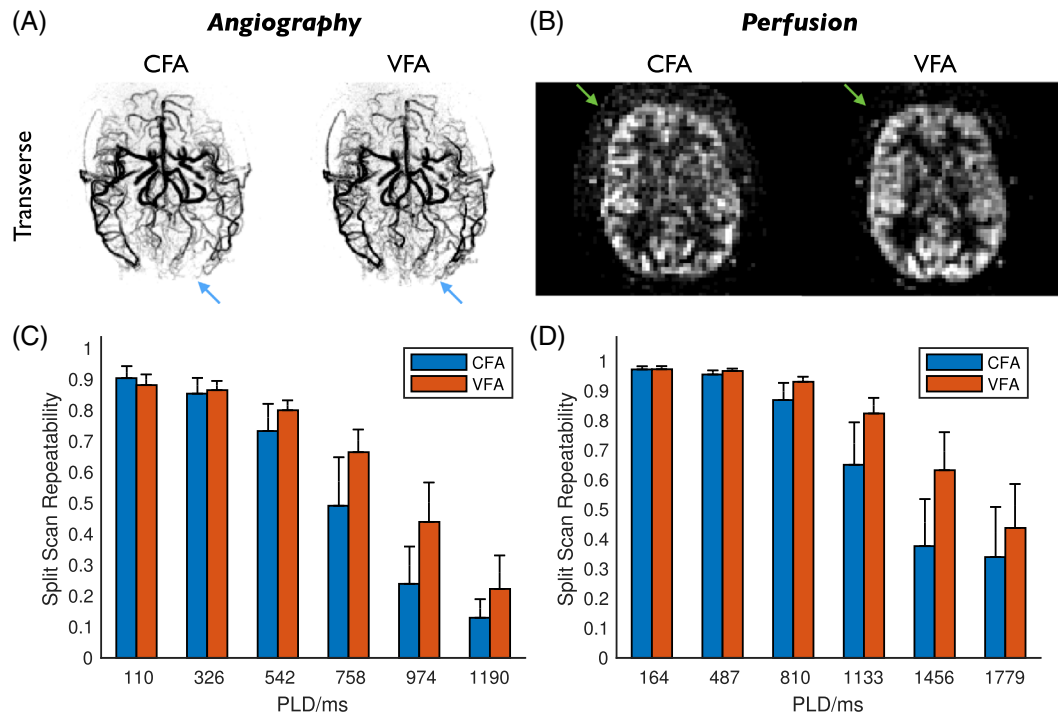 (A) Angiography
(B) Perfusion
CFA VFA
CFA VFA
Transverse
(C)
Split Scan Repeatability
1
0.9
0.8
0.7
0.6
0.5
0.4
0.3
0.2
0.1
0
CFA
VFA
110 326 542 758 974 1190
PLD/ms
(D)
Split Scan Repeatability
1
0.9
0.8
0.7
0.6
0.5
0.4
0.3
0.2
0.1
0
CFA
VFA
164 487 810 1133 1456 1779
PLD/ms